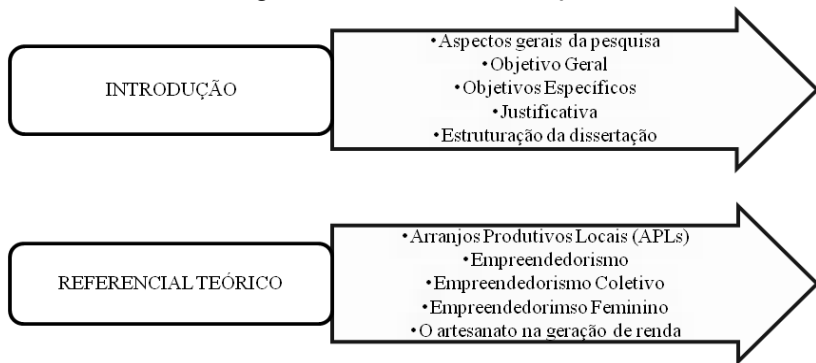 INTRODUÇÃO
•Aspectos gerais da pesquisa
•Objetivo Geral
•Objetivos Específicos
•Justificativa
•Estruturação da dissertação
REFERENCIAL TEÓRICO
•Arranjos Produtivos Locais (APLs)
•Empreendedorismo
•Empreendedorismo Coletivo
•Empreendedorimso Feminino
•O artesanato na geração de renda